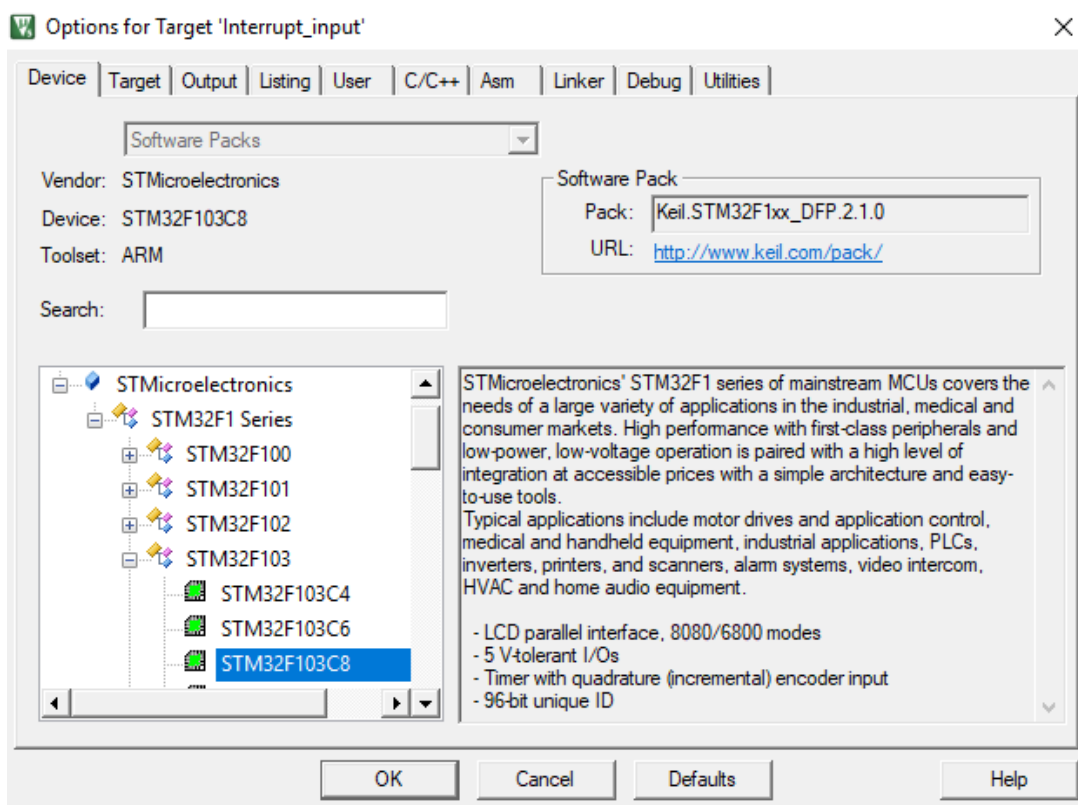 Options for Target 'Interrupt_input'
Device Target Output Listing User C/C++ Asm Linker Debug Utilities
Software Packs
Vendor: STMicroelectronics
Device: STM32F103C8
Toolset: ARM
Software Pack
Pack: Keil.STM32F1xx_DFP.2.1.0
URL: http://www.keil.com/pack/
Search:
STMicroelectronics
STM32F1 Series
STM32F100
STM32F101
STM32F102
STM32F103
STM32F103C4
STM32F103C6
STM32F103C8
STMicroelectronics' STM32F1 series of mainstream MCUs covers the
needs of a large variety of applications in the industrial, medical and
consumer markets. High performance with first-class peripherals and
low-power, low-voltage operation is paired with a high level of
integration at accessible prices with a simple architecture and easy-
to-use tools.
Typical applications include motor drives and application control,
medical and handheld equipment, industrial applications, PLCs,
inverters, printers, and scanners, alarm systems, video intercom,
HVAC and home audio equipment.
- LCD parallel interface, 8080/6800 modes
- 5 V-tolerant I/Os
- Timer with quadrature (incremental) encoder input
- 96-bit unique ID
OK Cancel Defaults Help